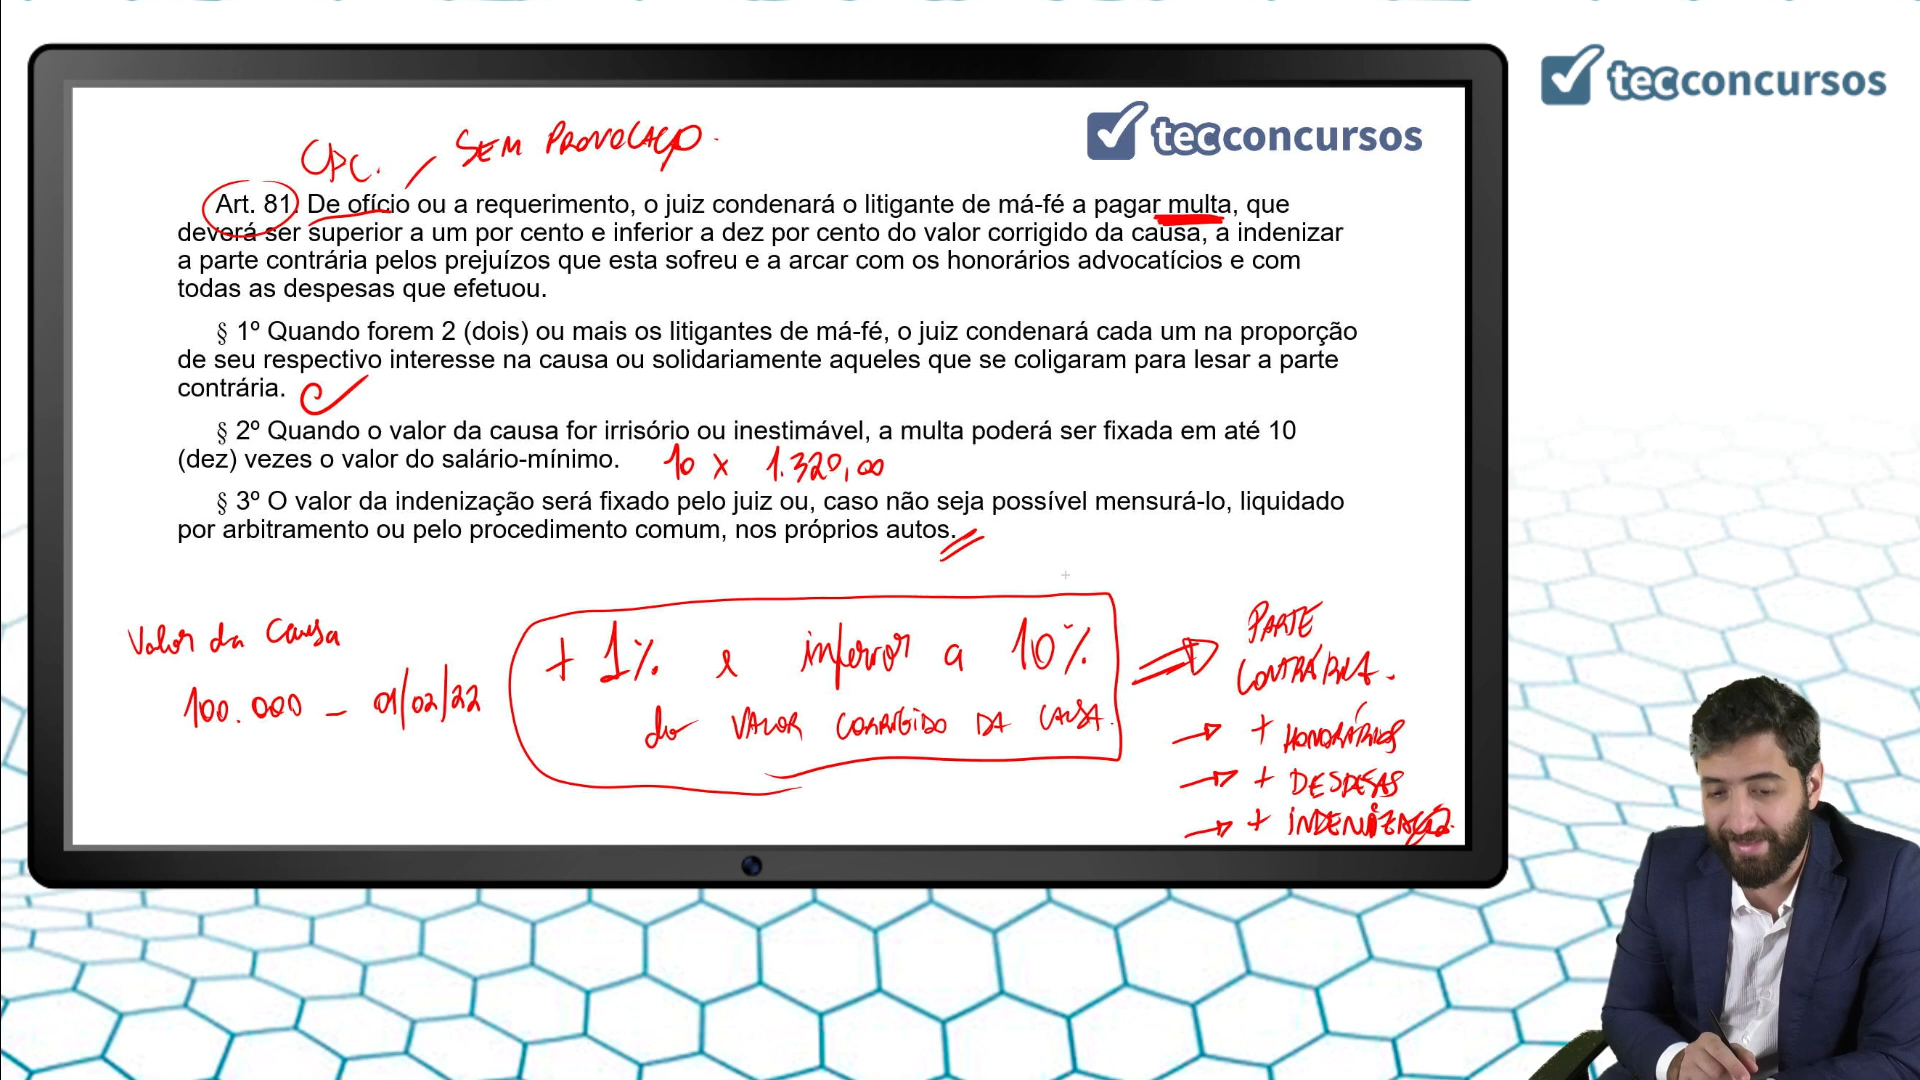 tecconcursos
tecconcursos
CPC.
SEM PROVOCAÇÃO.
Art. 81. De ofício ou a requerimento, o juiz condenará o litigante de má-fé a pagar multa, que
deverá ser superior a um por cento e inferior a dez por cento do valor corrigido da causa, a indenizar
a parte contrária pelos prejuízos que esta sofreu e a arcar com os honorários advocatícios e com
todas as despesas que efetuou.
§ 1º Quando forem 2 (dois) ou mais os litigantes de má-fé, o juiz condenará cada um na proporção
de seu respectivo interesse na causa ou solidariamente aqueles que se coligaram para lesar a parte
contrária.
§ 2º Quando o valor da causa for irrisório ou inestimável, a multa poderá ser fixada em até 10
(dez) vezes o valor do salário-mínimo.
10 x 1.320,00
§ 3º O valor da indenização será fixado pelo juiz ou, caso não seja possível mensurá-lo, liquidado
por arbitramento ou pelo procedimento comum, nos próprios autos.
Valor da Causa
100.000 - 01/02/22
+ 1% e inferior a 10%
do VALOR CORRIGIDO DA CAUSA.
PARTE
CONTRÁRIA.
+ HONORÁRIOS
+ DESPESAS
+ INDENIZAÇÃO.